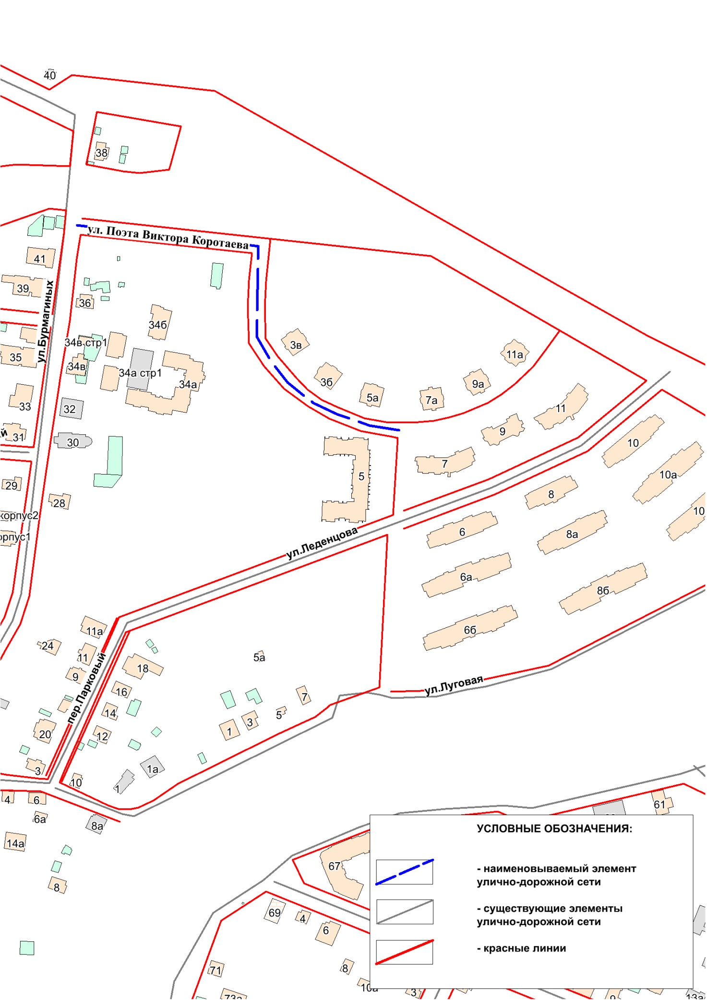 40
38
ул. Поэта Виктора Коротаева
41
39
36
ул.Бурмагиных
34б
34в стр1
3в
11а
35
34в
34а стр1
34а
3б
9а
5а
7а
33
32
11
й
31
30
9
10
7
5
10а
29
28
8
корпус2
10
6
8а
орпус1
ул.Леденцова
6а
8б
6б
11а
24
11
5а
18
9
пер.Парковый
16
ул.Луговая
7
14
5
3
1
20
12
3
1а
10
1
4
6
6а
8а
61
14а
УСЛОВНЫЕ ОБОЗНАЧЕНИЯ:
67
- наименовываемый элемент
улично-дорожной сети
8
- существующие элементы
улично-дорожной сети
69
4
6
- красные линии
71
8
10а
3
9
73а
13а